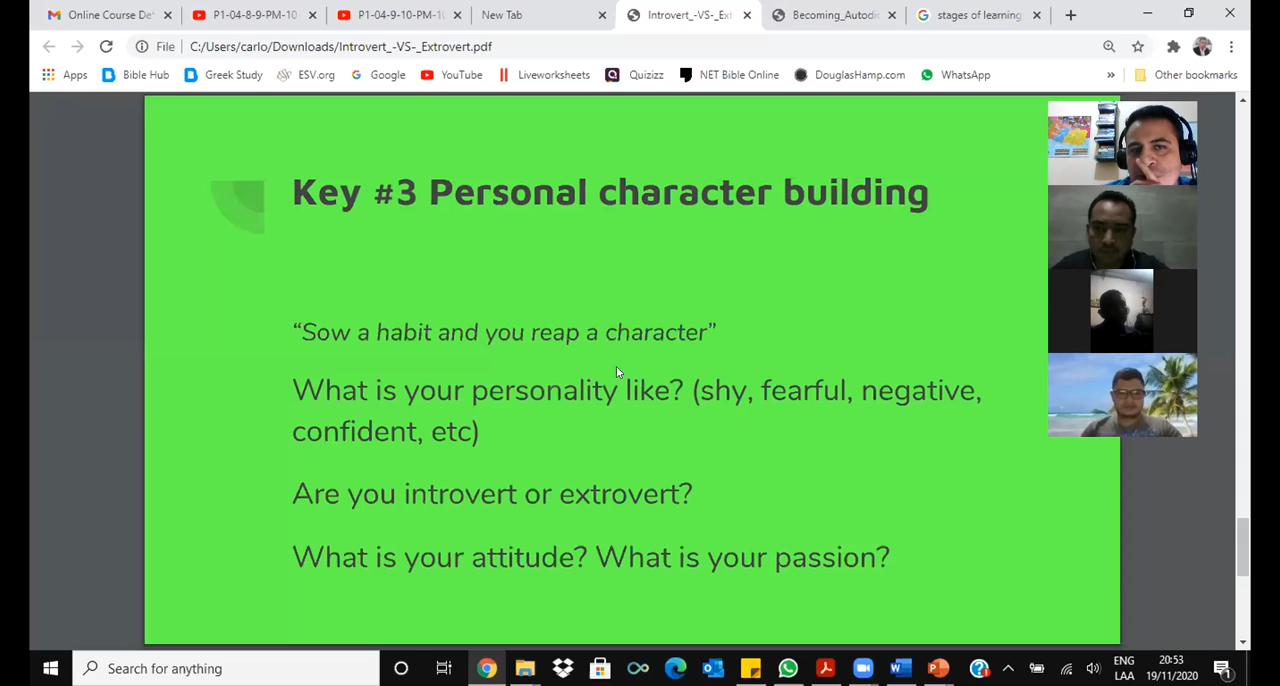 Online Course De
P1-04-8-9-PM-10
P1-04-9-10-PM-10
New Tab
Introvert_-VS-_Ext
Becoming_Autodi
stages of learning
File C:/Users/carlo/Downloads/Introvert_-VS-_Extrovert.pdf
Apps Bible Hub Greek Study ESV.org Google YouTube Liveworksheets Quizizz NET Bible Online DouglasHamp.com WhatsApp » Other bookmarks
Key #3 Personal character building
“Sow a habit and you reap a character”
What is your personality like? (shy, fearful, negative,
confident, etc)
Are you introvert or extrovert?
What is your attitude? What is your passion?
Search for anything
ENG
LAA
20:53
19/11/2020
1